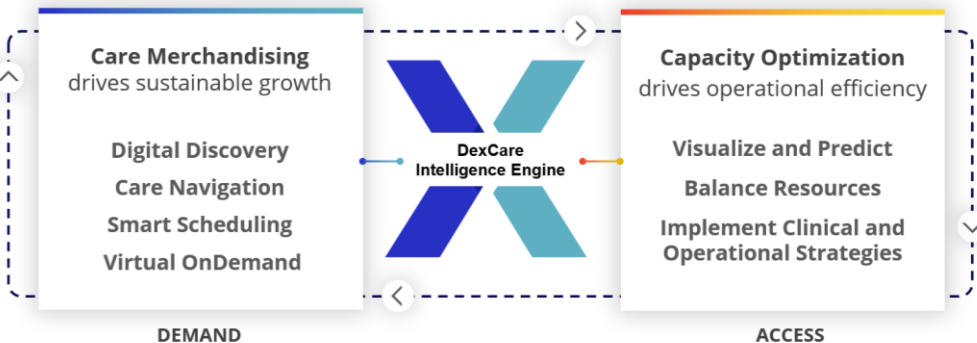 Care Merchandising
drives sustainable growth
Digital Discovery
Care Navigation
Smart Scheduling
Virtual OnDemand
DEMAND
DexCare
Intelligence Engine
Capacity Optimization
drives operational efficiency
Visualize and Predict
Balance Resources
Implement Clinical and
Operational Strategies
ACCESS